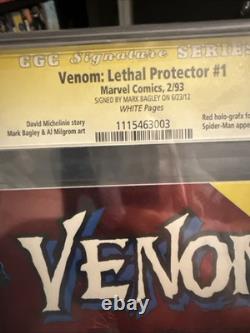 CGC Signature SERIES
Venom: Lethal Protector #1
Marvel Comics, 2/93
SIGNED BY MARK BAGLEY ON 6/23/12
WHITE Pages
David Michelinie story
Mark Bagley & Al Milgrom art
Red holo-grafx fo
Spider-Man appe
1115463003
VENOM